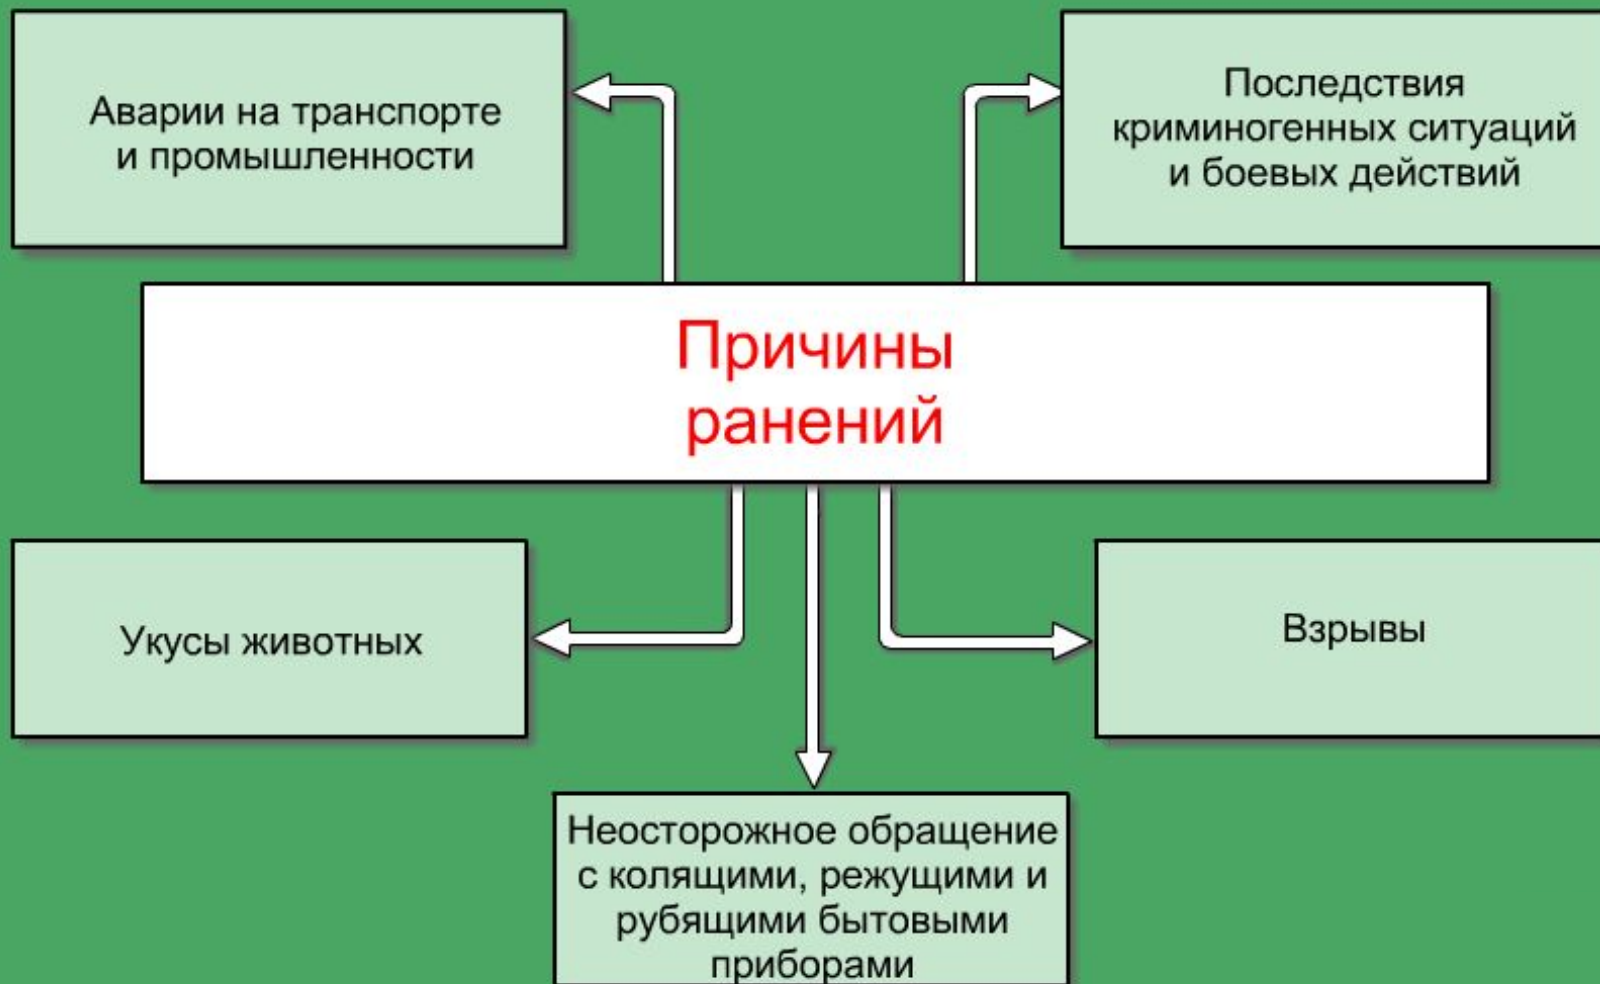 Аварии на транспорте
и промышленности
Последствия
криминогенных ситуаций
и боевых действий
Причины
ранений
Укусы животных
Взрывы
Неосторожное обращение
с колящими, режущими и
рубящими бытовыми
приборами